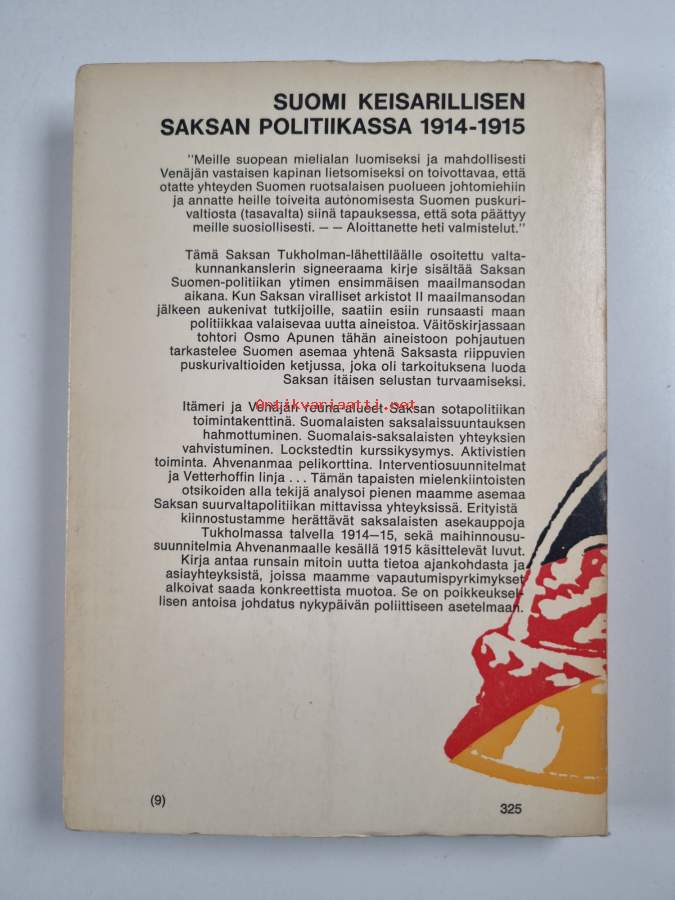 SUOMI KEISARILLISEN
SAKSAN POLITIIKASSA 1914-1915
"Meille suopean mielialan luomiseksi ja mahdollisesti
Venäjän vastaisen kapinan lietsomiseksi on toivottavaa, että
otatte yhteyden Suomen ruotsalaisen puolueen johtomiehiin
ja annatte heille toiveita autonomisesta Suomen puskuri-
valtiosta (tasavalta) siinä tapauksessa, että sota päättyy
meille suosiollisesti. — — Aloittanette heti valmistelut."
Tämä Saksan Tukholman-lähettiläälle osoitettu valta-
kunnankanslerin signeeraama kirje sisältää Saksan
Suomen-politiikan ytimen ensimmäisen maailmansodan
aikana. Kun Saksan viralliset arkistot II maailmansodan
jälkeen aukenivat tutkijoille, saatiin esiin runsaasti maan
politiikkaa valaisevaa uutta aineistoa. Väitöskirjassaan
tohtori Osmo Apunen tähän aineistoon pohjautuen
tarkastelee Suomen asemaa yhtenä Saksasta riippuvien
puskurivaltioiden ketjussa, joka oli tarkoituksena luoda
Saksan itäisen selustan turvaamiseksi.
Antikvariaatti.net
Itämeri ja Venäjän reuna-alueet Saksan sotapolitiikan
toimintakenttinä. Suomalaisten saksalaissuuntauksen
hahmottuminen. Suomalais-saksalaisten yhteyksien
vahvistuminen. Lockstedtin kurssikysymys. Aktivistien
toiminta. Ahvenanmaa pelikorttina. Interventiosuunnitelmat
ja Vetterhoffin linja . . . Tämän tapaisten mielenkiintoisten
otsikoiden alla tekijä analysoi pienen maamme asemaa
Saksan suurvaltapolitiikan mittavissa yhteyksissä. Erityistä
kiinnostustamme herättävät saksalaisten asekauppoja
Tukholmassa talvella 1914—15, sekä maihinnousu-
suunnitelmia Ahvenanmaalle kesällä 1915 käsittelevät luvut.
Kirja antaa runsain mitoin uutta tietoa ajankohdasta ja
asiayhteyksistä, joissa maamme vapautumispyrkimykset
alkoivat saada konkreettista muotoa. Se on poikkeuksel-
lisen antoisa johdatus nykypäivän poliittiseen asetelmaan.
(9)
325